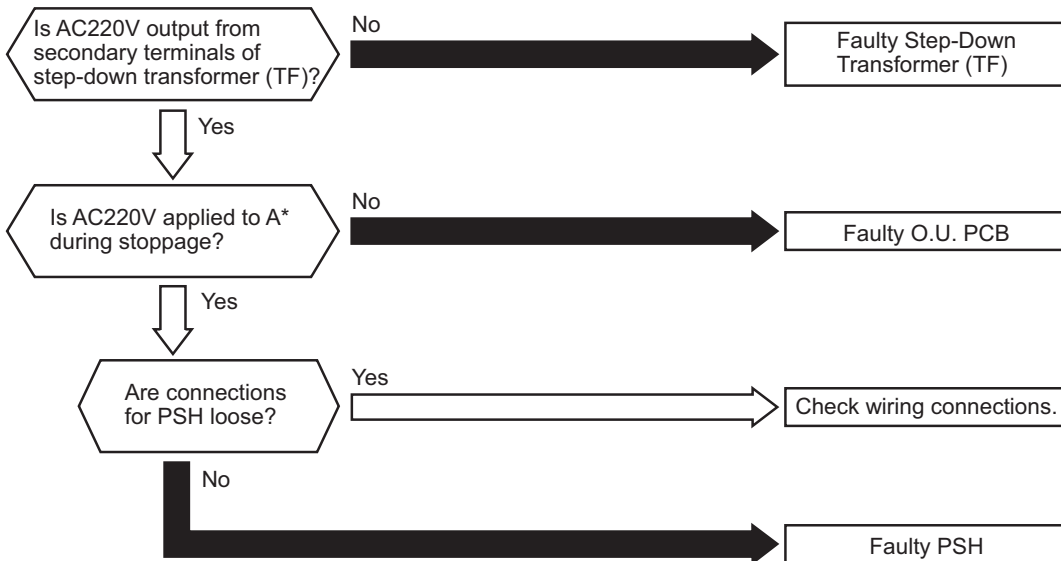 Is AC220V output from
secondary terminals of
step-down transformer (TF)?
No
Faulty Step-Down
Transformer (TF)
Yes
Is AC220V applied to A*
during stoppage?
No
Faulty O.U. PCB
Yes
Are connections
for PSH loose?
Yes
Check wiring connections.
No
Faulty PSH